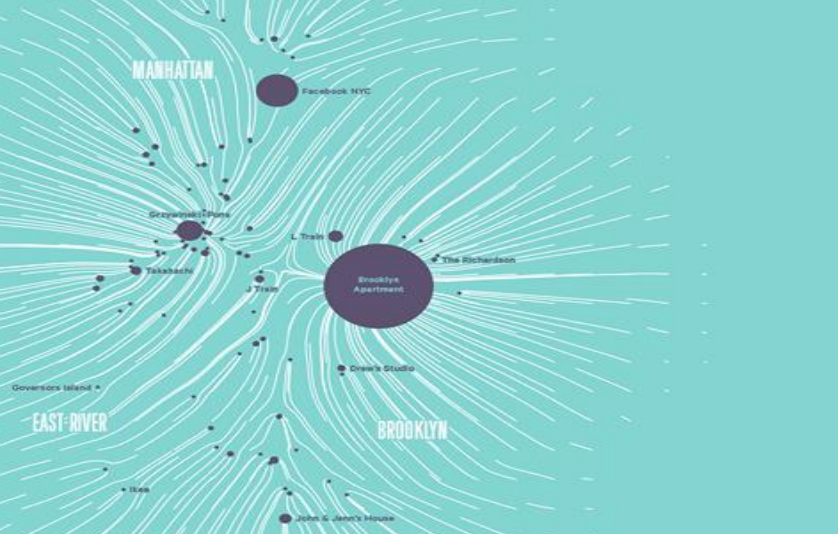 MANHATTAN
Facebook NYC
Grzywinski+Pons
L Train
The Richardson
Takahachi
J Train
Brooklyn
Apartment
Drew's Studio
Governors Island
EAST RIVER
BROOKLYN
Ikea
John & Jenn's House